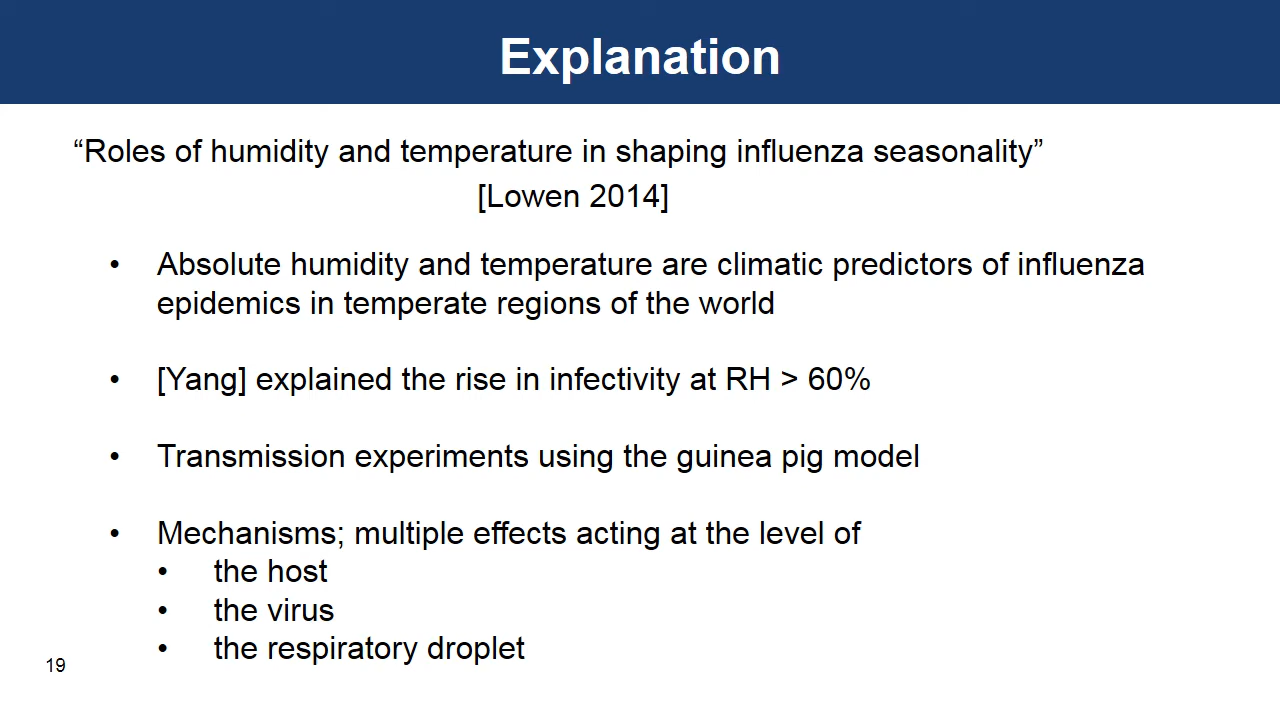 Explanation
“Roles of humidity and temperature in shaping influenza seasonality”
[Lowen 2014]
• Absolute humidity and temperature are climatic predictors of influenza
epidemics in temperate regions of the world
• [Yang] explained the rise in infectivity at RH > 60%
• Transmission experiments using the guinea pig model
• Mechanisms; multiple effects acting at the level of
• the host
• the virus
• the respiratory droplet
19